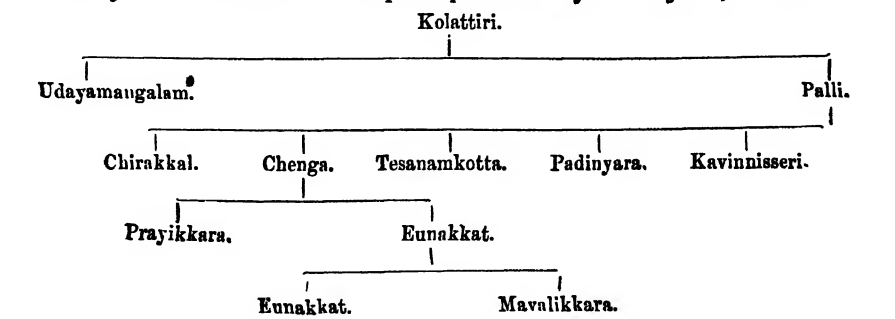 Kolattiri.
Udayamangalam. Palli.
Chirakkal. Chenga. Tesanamkotta. Padinyara. Kavinnisseri.
Prayikkara. Eunakkat.
Eunakkat. Mavalikkara.